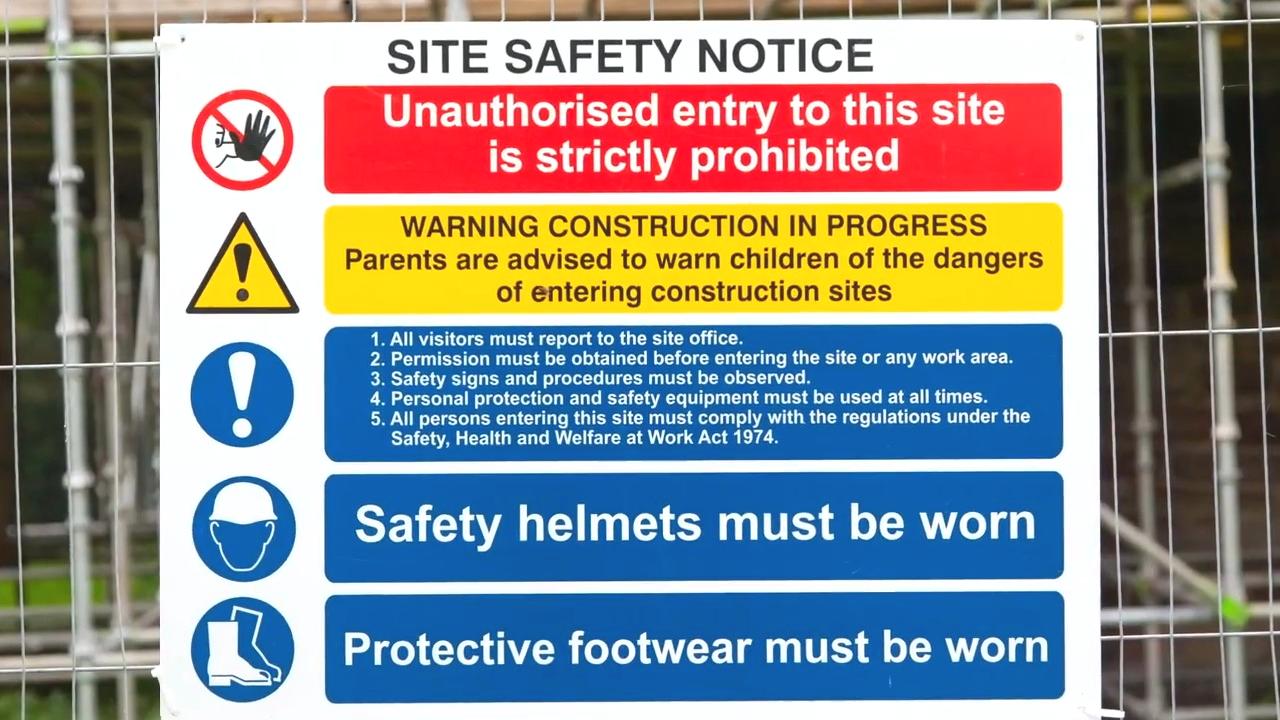 SITE SAFETY NOTICE
Unauthorised entry to this site
is strictly prohibited
WARNING CONSTRUCTION IN PROGRESS
Parents are advised to warn children of the dangers
of entering construction sites
1. All visitors must report to the site office.
2. Permission must be obtained before entering the site or any work area.
3. Safety signs and procedures must be observed.
4. Personal protection and safety equipment must be used at all times.
5. All persons entering this site must comply with the regulations under the
Safety, Health and Welfare at Work Act 1974.
Safety helmets must be worn
Protective footwear must be worn